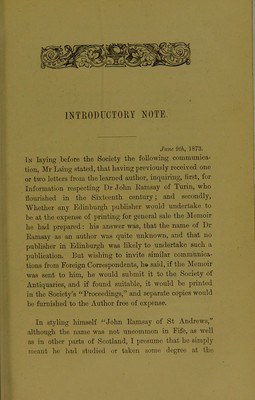 INTRODUCTORY NOTE.
June 9th, 1873.
In laying before the Society the following communica-
tion, Mr Laing stated, that having previously received one
or two letters from the learned author, inquiring, first, for
Information respecting Dr John Ramsay of Turin, who
flourished in the Sixteenth century; and secondly,
Whether any Edinburgh publisher would undertake to
be at the expense of printing for general sale the Memoir
he had prepared: his answer was, that the name of Dr
Ramsay as an author was quite unknown, and that no
publisher in Edinburgh was likely to undertake such a
publication. But wishing to invite similar communica-
tions from Foreign Correspondents, he said, if the Memoir
was sent to him, he would submit it to the Society of
Antiquaries, and if found suitable, it would be printed
in the Society's "Proceedings," and separate copies would
be furnished to the Author free of expense.
In styling himself "John Ramsay of St Andrews,"
although the name was not uncommon in Fife, as well
as in other parts of Scotland, I presume that he simply
meant he had studied or taken some degree at the